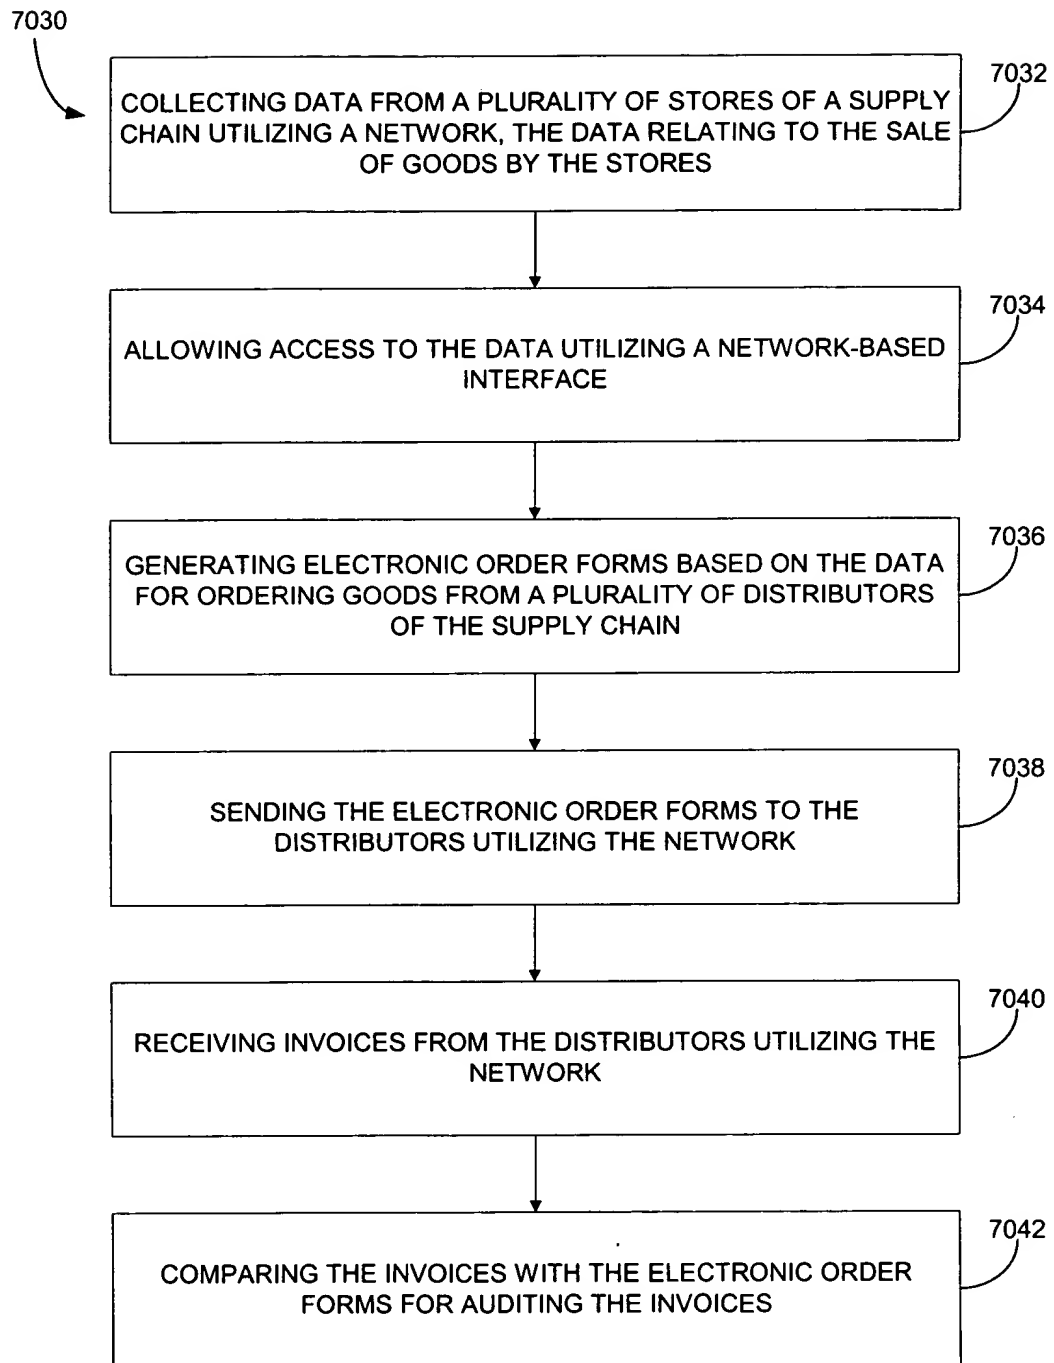 7030
7032
COLLECTING DATA FROM A PLURALITY OF STORES OF A SUPPLY
CHAIN UTILIZING A NETWORK, THE DATA RELATING TO THE SALE
OF GOODS BY THE STORES
7034
ALLOWING ACCESS TO THE DATA UTILIZING A NETWORK-BASED
INTERFACE
7036
GENERATING ELECTRONIC ORDER FORMS BASED ON THE DATA
FOR ORDERING GOODS FROM A PLURALITY OF DISTRIBUTORS
OF THE SUPPLY CHAIN
7038
SENDING THE ELECTRONIC ORDER FORMS TO THE
DISTRIBUTORS UTILIZING THE NETWORK
7040
RECEIVING INVOICES FROM THE DISTRIBUTORS UTILIZING THE
NETWORK
7042
COMPARING THE INVOICES WITH THE ELECTRONIC ORDER
FORMS FOR AUDITING THE INVOICES